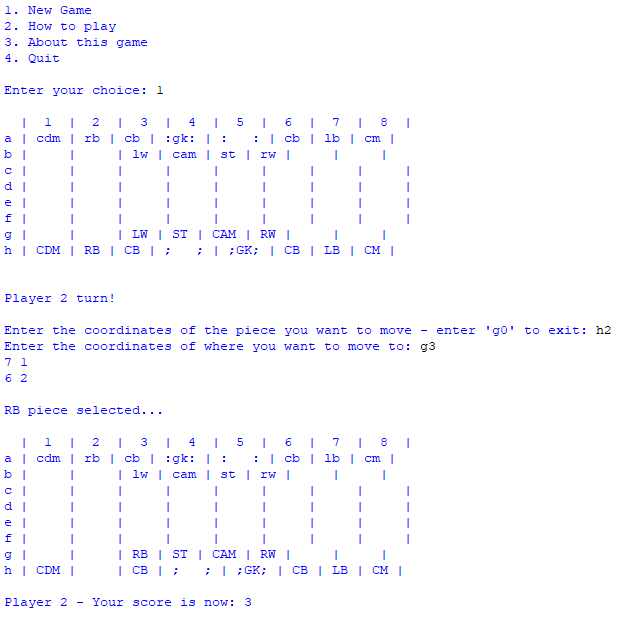 1. New Game
2. How to play
3. About this game
4. Quit
Enter your choice: 1
  |  1  |  2  |  3  |  4  |  5  |  6  |  7  |  8  |
a | cdm | rb | cb | :gk: | :   : | cb | lb | cm |
b |     |     | lw | cam | st | rw |     |     |
c |     |     |     |     |     |     |     |     |
d |     |     |     |     |     |     |     |     |
e |     |     |     |     |     |     |     |     |
f |     |     |     |     |     |     |     |     |
g |     |     | LW | ST | CAM | RW |     |     |
h | CDM | RB | CB | ;   ; | ;GK; | CB | LB | CM |
Player 2 turn!
Enter the coordinates of the piece you want to move - enter 'g0' to exit: h2
Enter the coordinates of where you want to move to: g3
7 1
6 2
RB piece selected...
  |  1  |  2  |  3  |  4  |  5  |  6  |  7  |  8  |
a | cdm | rb | cb | :gk: | :   : | cb | lb | cm |
b |     |     | lw | cam | st | rw |     |     |
c |     |     |     |     |     |     |     |     |
d |     |     |     |     |     |     |     |     |
e |     |     |     |     |     |     |     |     |
f |     |     |     |     |     |     |     |     |
g |     |     | RB | ST | CAM | RW |     |     |
h | CDM |     | CB | ;   ; | ;GK; | CB | LB | CM |
Player 2 - Your score is now: 3